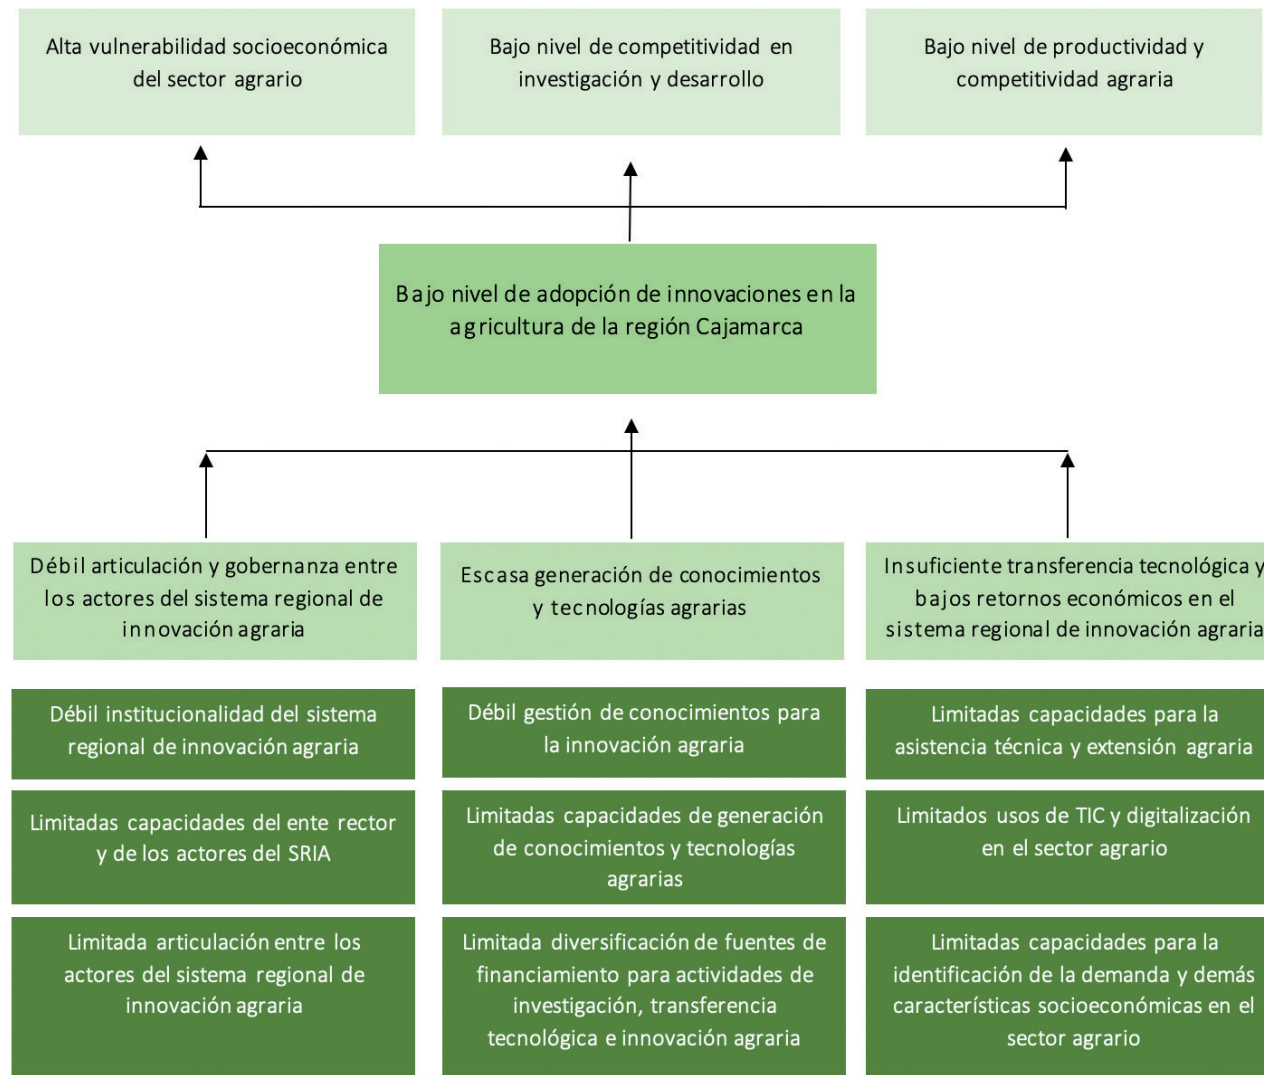 Alta vulnerabilidad socioeconómica
del sector agrario
Bajo nivel de competitividad en
investigación y desarrollo
Bajo nivel de productividad y
competitividad agraria
Bajo nivel de adopción de innovaciones en la
agricultura de la región Cajamarca
Débil articulación y gobernanza entre
los actores del sistema regional de
innovación agraria
Escasa generación de conocimientos
y tecnologías agrarias
Insuficiente transferencia tecnológica y
bajos retornos económicos en el
sistema regional de innovación agraria
Débil institucionalidad del sistema
regional de innovación agraria
Débil gestión de conocimientos para
la innovación agraria
Limitadas capacidades para la
asistencia técnica y extensión agraria
Limitadas capacidades del ente rector
y de los actores del SRIA
Limitadas capacidades de generación
de conocimientos y tecnologías
agrarias
Limitados usos de TIC y digitalización
en el sector agrario
Limitada articulación entre los
actores del sistema regional de
innovación agraria
Limitada diversificación de fuentes de
financiamiento para actividades de
investigación, transferencia
tecnológica e innovación agraria
Limitadas capacidades para la
identificación de la demanda y demás
características socioeconómicas en el
sector agrario